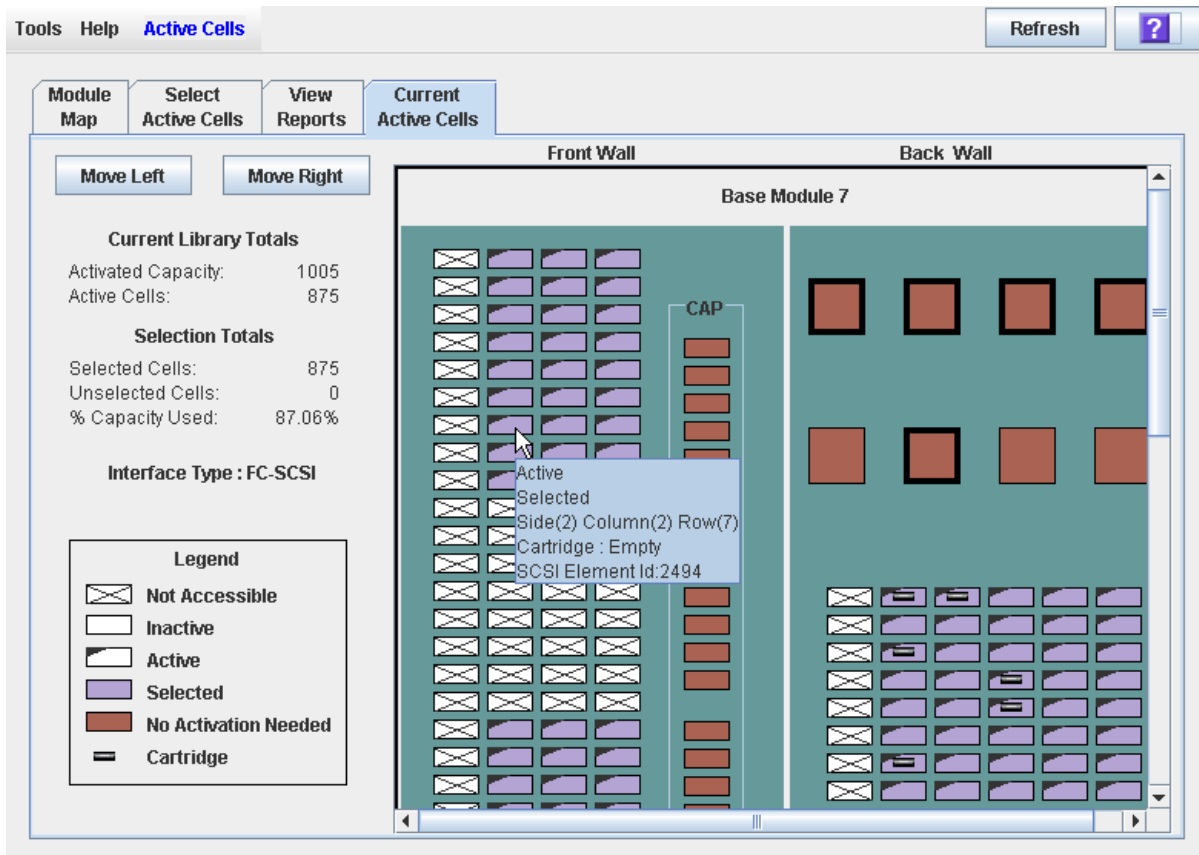 Tools Help Active Cells
Refresh
?
Module Map
Select Active Cells
View Reports
Current Active Cells
Move Left
Move Right
Front Wall
Back Wall
Base Module 7
Current Library Totals
Activated Capacity: 1005
Active Cells: 875
Selection Totals
Selected Cells: 875
Unselected Cells: 0
% Capacity Used: 87.06%
Interface Type : FC-SCSI
Legend
Not Accessible
Inactive
Active
Selected
No Activation Needed
Cartridge
CAP
Active
Selected
Side(2) Column(2) Row(7)
Cartridge : Empty
SCSI Element Id:2494